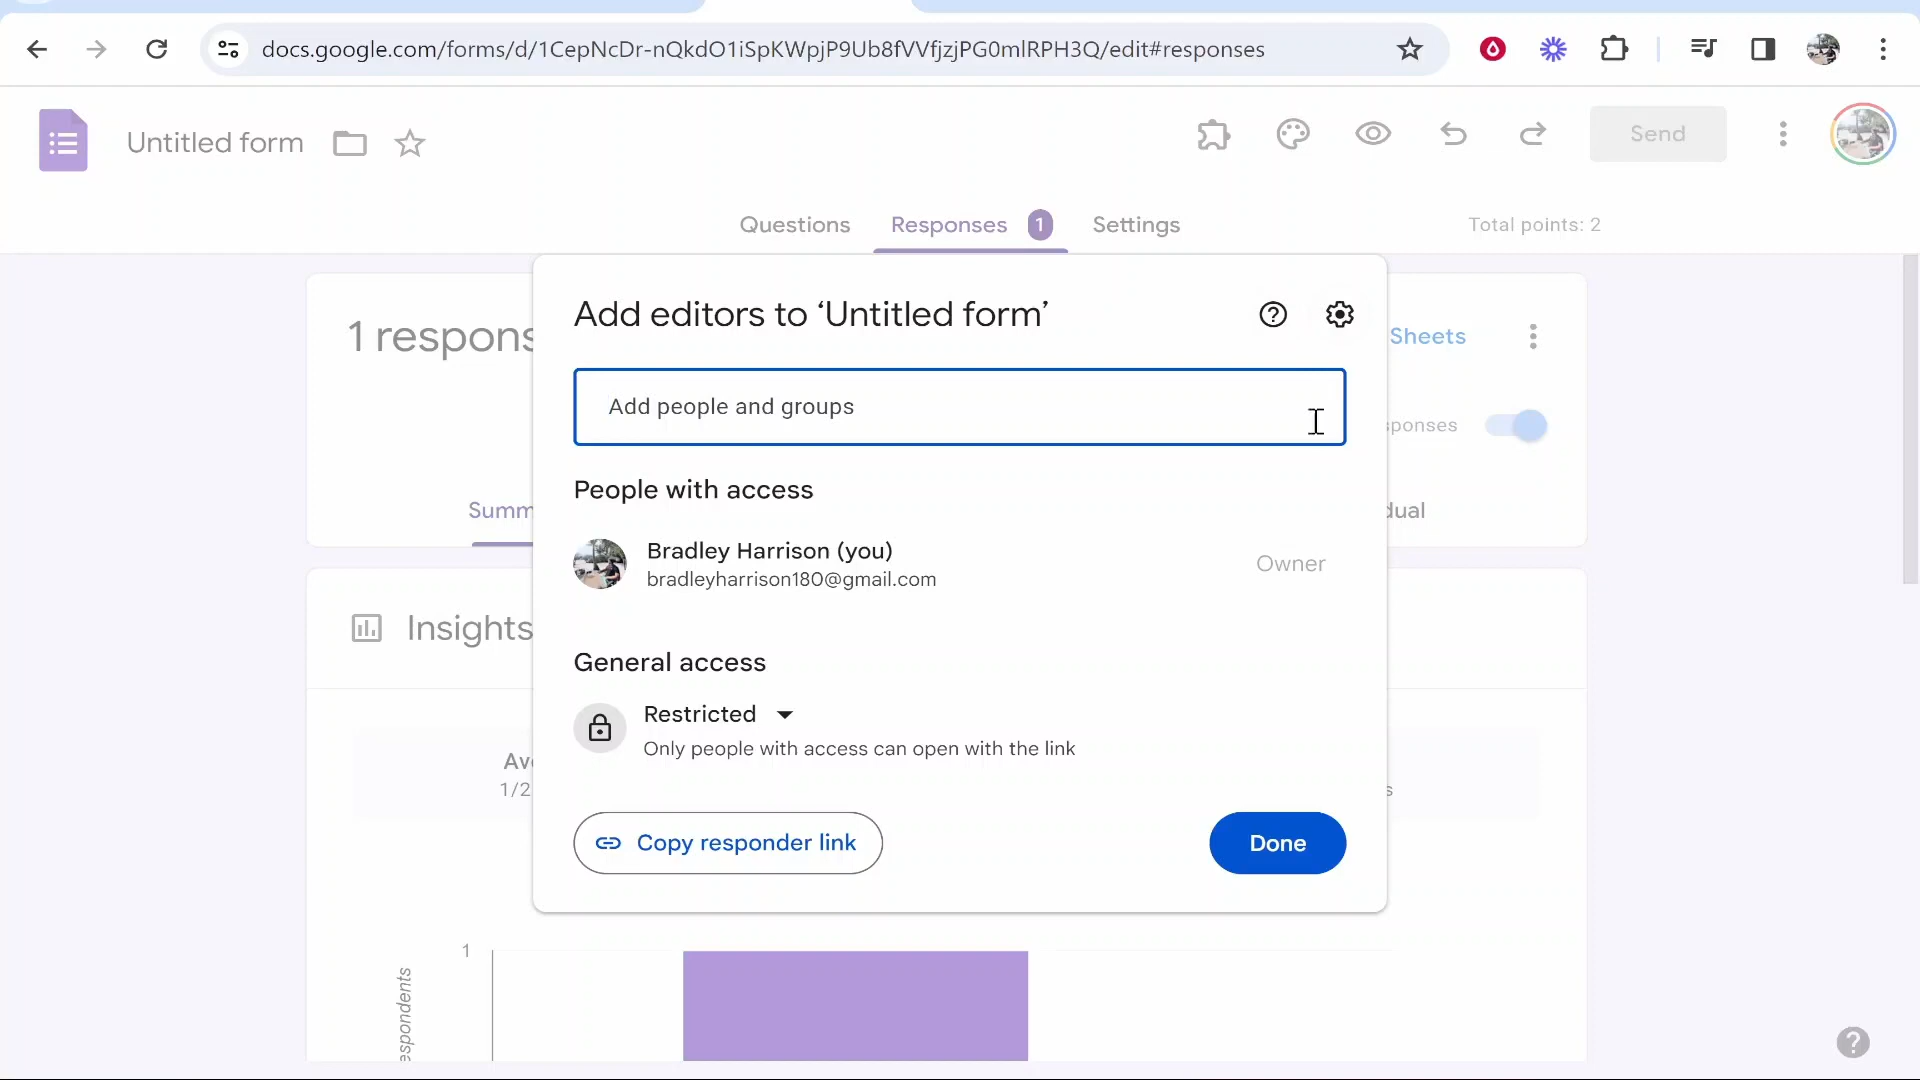 docs.google.com/forms/d/1CepNcDr-nQkdO1iSpKWpjP9Ub8fVVfjzjPG0mlRPH3Q/edit#responses
Untitled form
Send
Questions
Responses 1
Settings
Total points: 2
Add editors to ‘Untitled form’
1 respons
Sheets
Add people and groups
sponses
People with access
Summ
dual
Bradley Harrison (you)
bradleyharrison180@gmail.com
Owner
Insights
General access
Restricted
Only people with access can open with the link
Av
1/2
s
Copy responder link
Done
1
espondents